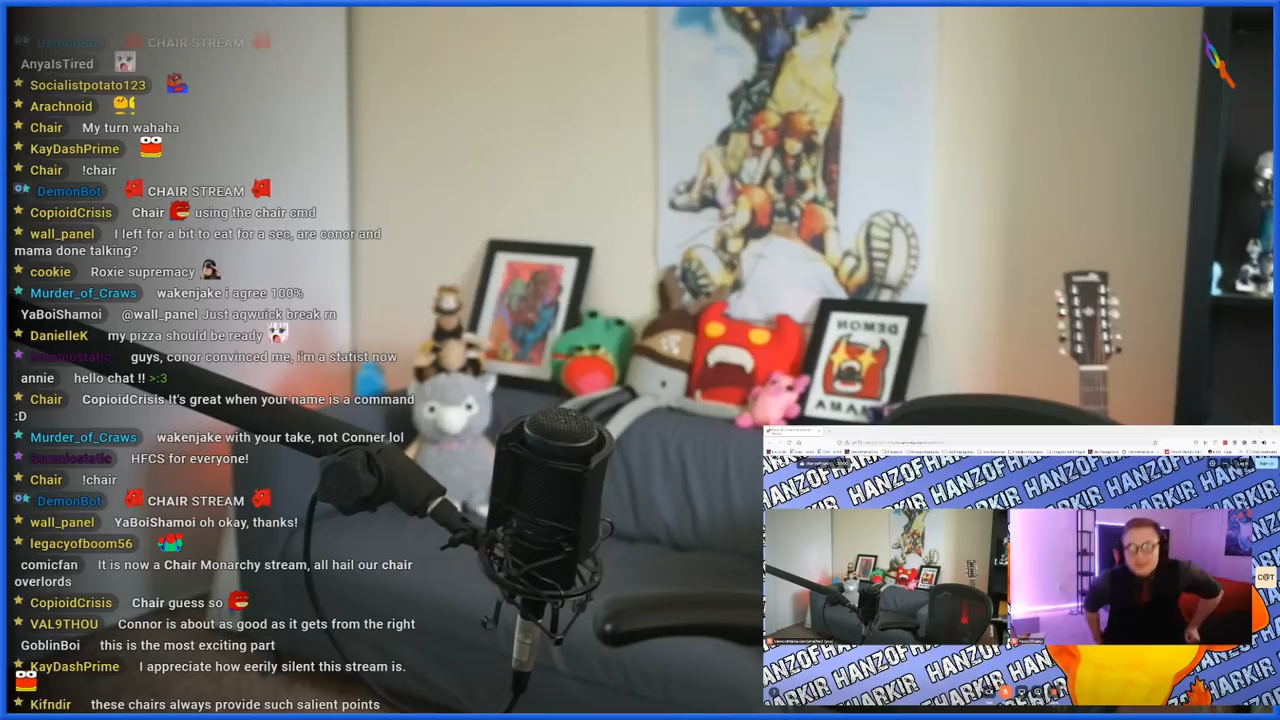 DemonBot CHAIR STREAM
AnyaIsTired
Socialistpotato123
Arachnoid
Chair My turn wahaha
KayDashPrime
Chair !chair
DemonBot CHAIR STREAM
CopioidCrisis Chair using the chair cmd
wall_panel I left for a bit to eat for a sec, are conor and
mama done talking?
cookie Roxie supremacy
Murder_of_Craws wakenjake i agree 100%
YaBoiShamoi @wall_panel Just aqwuick break rn
DanielleK my pizza should be ready
guys, conor convinced me, i'm a statist now
annie hello chat !! >:3
Chair CopioidCrisis It's great when your name is a command
:D
Murder_of_Craws wakenjake with your take, not Conner lol
HFCS for everyone!
Chair !chair
DemonBot CHAIR STREAM
wall_panel YaBoiShamoi oh okay, thanks!
legacyofboom56
comicfan It is now a Chair Monarchy stream, all hail our chair
overlords
CopioidCrisis Chair guess so
VAL9THOU Connor is about as good as it gets from the right
GoblinBoi this is the most exciting part
KayDashPrime I appreciate how eerily silent this stream is.
Kifndir these chairs always provide such salient points
DEMON
MAMA
HANZOF
HARKIR
C@T